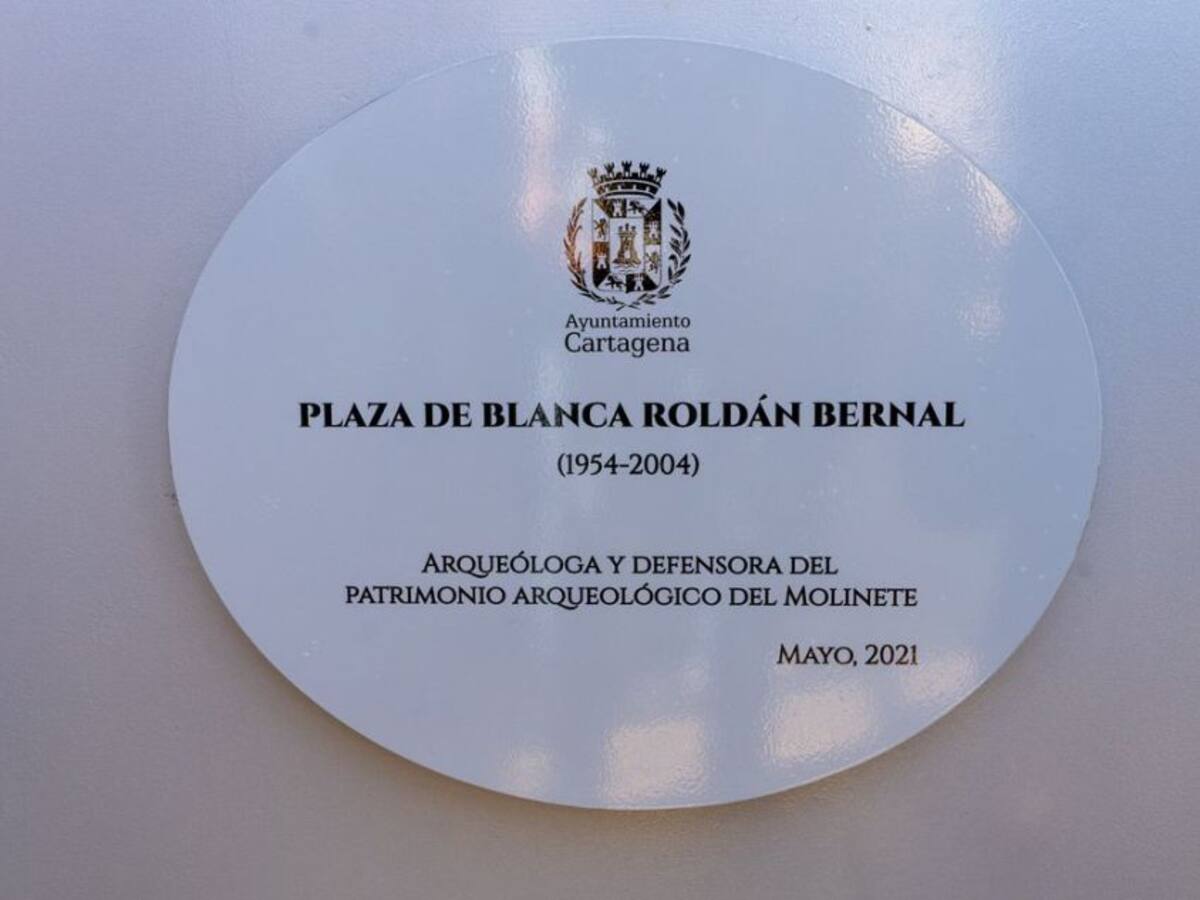 Ayuntamiento
Cartagena
PLAZA DE BLANCA ROLDÁN BERNAL
(1954-2004)
ARQUEÓLOGA Y DEFENSORA DEL
PATRIMONIO ARQUEOLÓGICO DEL MOLINETE
MAYO, 2021